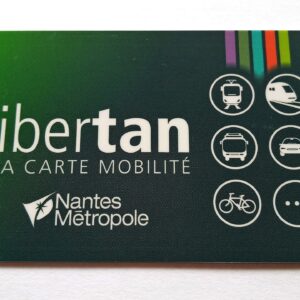 ibertan
A CARTE MOBILITÉ
Nantes
Métropole